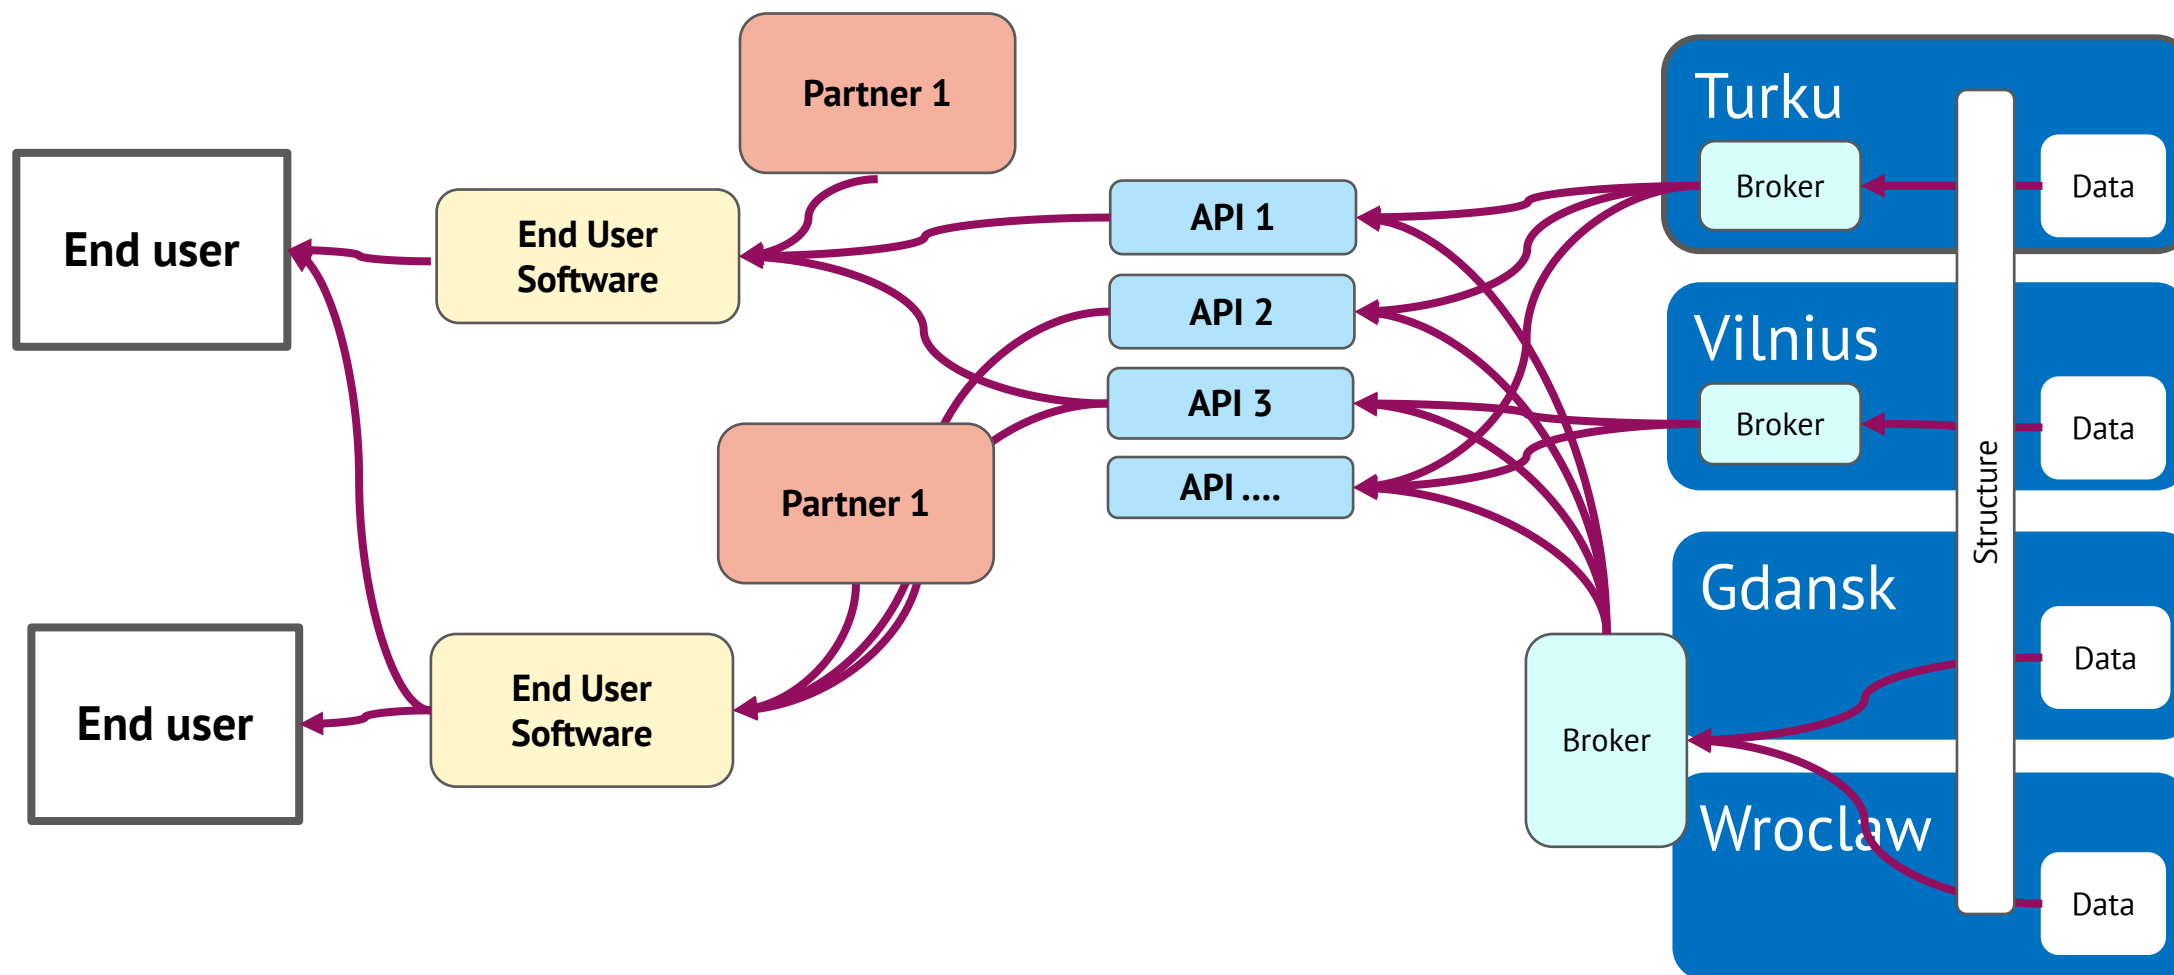 Partner 1
End user
End User
Software
API 1
API 2
API 3
API ....
Partner 1
End user
End User
Software
Turku
Broker
Data
Vilnius
Broker
Data
Structure
Gdansk
Data
Broker
Wroclaw
Data